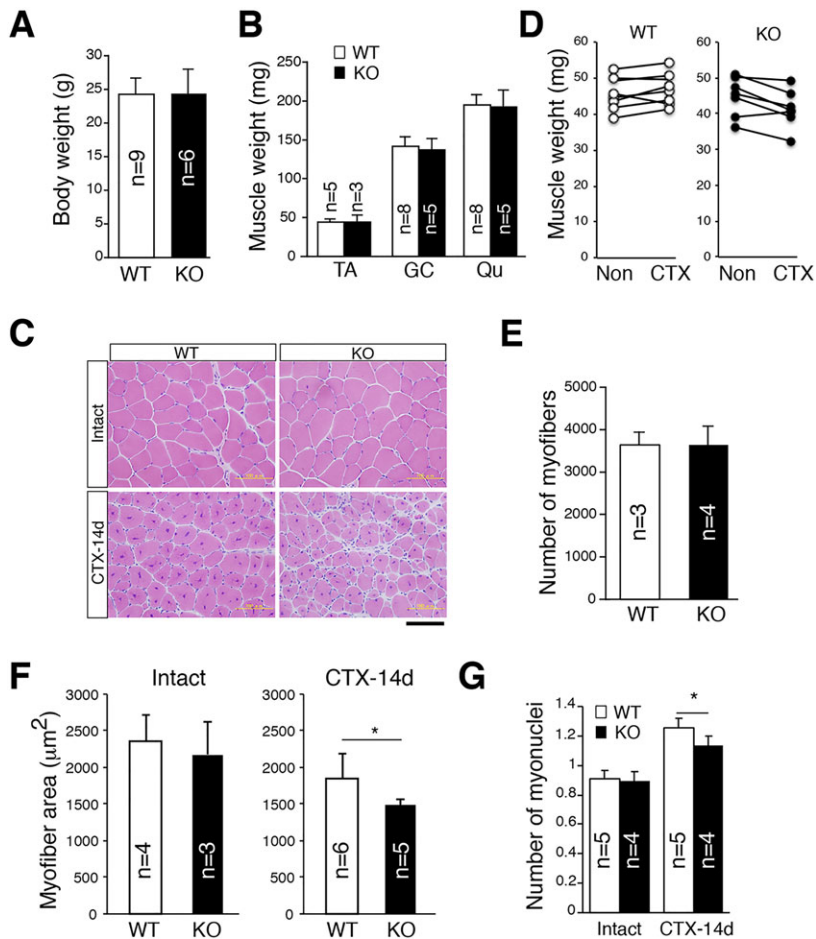 A
Body weight (g)
30
25
20
15
10
5
0
n=9
n=6
WT
KO
B
WT
KO
Muscle weight (mg)
250
200
150
100
50
0
n=5
n=3
n=8
n=5
n=8
n=5
TA
GC
Qu
D
WT
KO
Muscle weight (mg)
60
50
40
30
20
10
0
60
50
40
30
20
10
0
Non
CTX
Non
CTX
C
WT
KO
Intact
CTX-14d
E
Number of myofibers
5000
4000
3000
2000
1000
0
n=3
n=4
WT
KO
F
Intact
CTX-14d
Myofiber area (μm2)
3000
2500
2000
1500
1000
500
0
n=4
n=3
WT
KO
3000
2500
2000
1500
1000
500
0
*
n=6
n=5
WT
KO
G
WT
KO
*
Number of myonuclei
1.4
1.2
1
0.8
0.6
0.4
0.2
0
n=5
n=4
n=5
n=4
Intact
CTX-14d